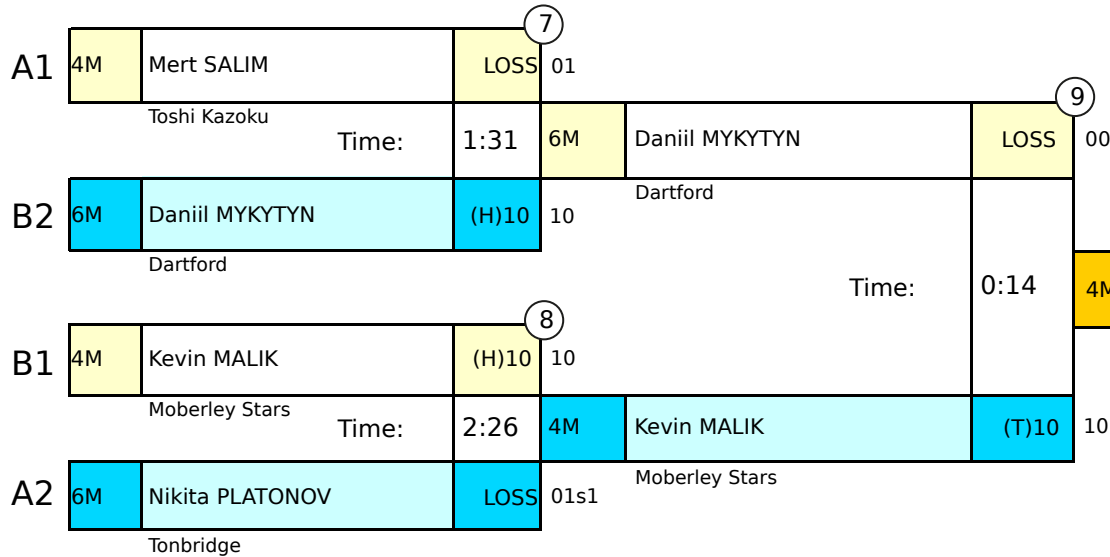 7
A1 4M Mert SALIM LOSS 01
9
Toshi Kazoku
Time: 1:31 6M Daniil MYKYTYN LOSS 00
B2 6M Daniil MYKYTYN (H)10 10
Dartford
Dartford
Time: 0:14 4M
8
B1 4M Kevin MALIK (H)10 10
Moberley Stars
Time: 2:26 4M Kevin MALIK (T)10 10
Moberley Stars
A2 6M Nikita PLATONOV LOSS 01s1
Tonbridge